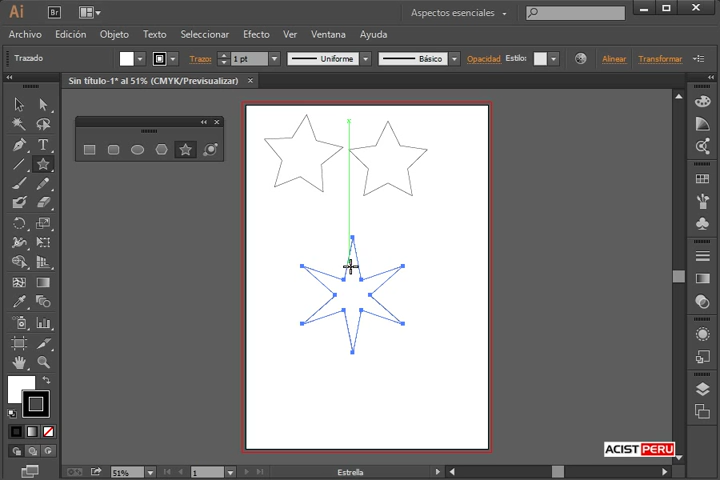 Ai Br Aspectos esenciales
Archivo Edición Objeto Texto Seleccionar Efecto Ver Ventana Ayuda
Trazado Trazo: 1 pt Uniforme Básico Opacidad Estilo: Alinear Transformar
Sin título-1* al 51% (CMYK/Previsualizar)
T
51% 1 Estrella
ACIST PERU